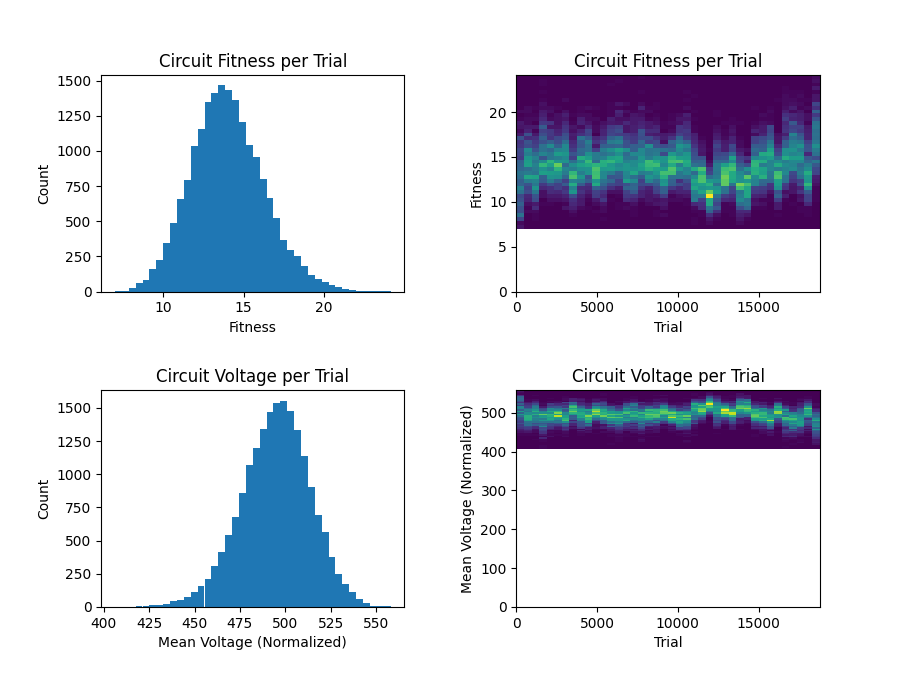 Circuit Fitness per Trial
1500
1250
1000
750
500
250
0
Count
10 15 20
Fitness
Circuit Fitness per Trial
20
15
10
5
0
Fitness
0 5000 10000 15000
Trial
Circuit Voltage per Trial
1500
1250
1000
750
500
250
0
Count
400 425 450 475 500 525 550
Mean Voltage (Normalized)
Circuit Voltage per Trial
500
400
300
200
100
0
Mean Voltage (Normalized)
0 5000 10000 15000
Trial